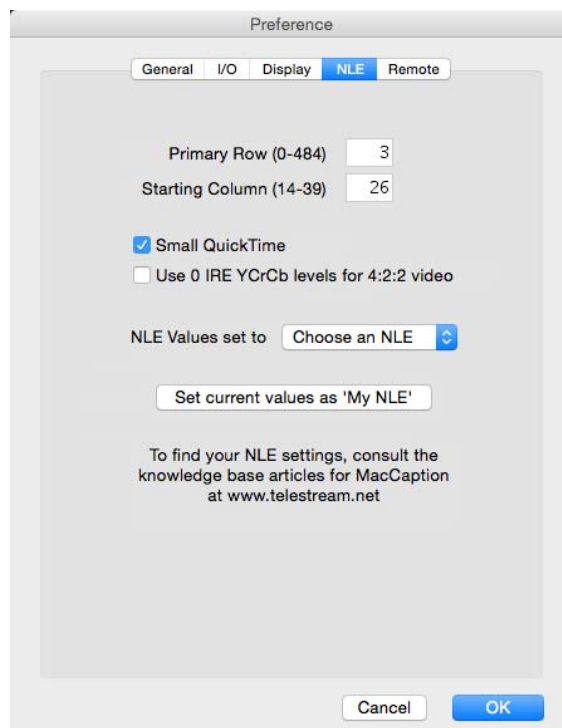 Preference
General I/O Display NLE Remote
Primary Row (0-484) 3
Starting Column (14-39) 26
Small QuickTime
Use 0 IRE YCrCb levels for 4:2:2 video
NLE Values set to Choose an NLE
Set current values as 'My NLE'
To find your NLE settings, consult the
knowledge base articles for MacCaption
at www.telestream.net
Cancel OK